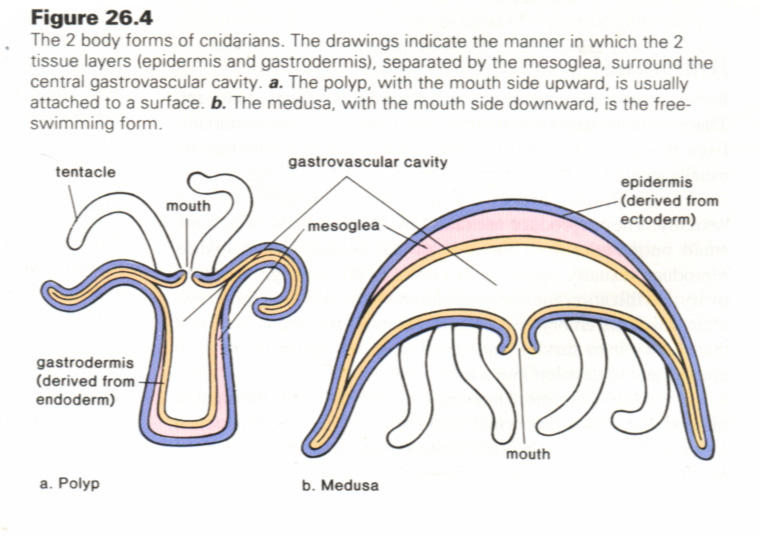 Figure 26.4
The 2 body forms of cnidarians. The drawings indicate the manner in which the 2
tissue layers (epidermis and gastrodermis), separated by the mesoglea, surround the
central gastrovascular cavity. a. The polyp, with the mouth side upward, is usually
attached to a surface. b. The medusa, with the mouth side downward, is the free-
swimming form.
tentacle
gastrovascular cavity
mouth
mesoglea
epidermis
(derived from
ectoderm)
gastrodermis
(derived from
endoderm)
mouth
a. Polyp
b. Medusa